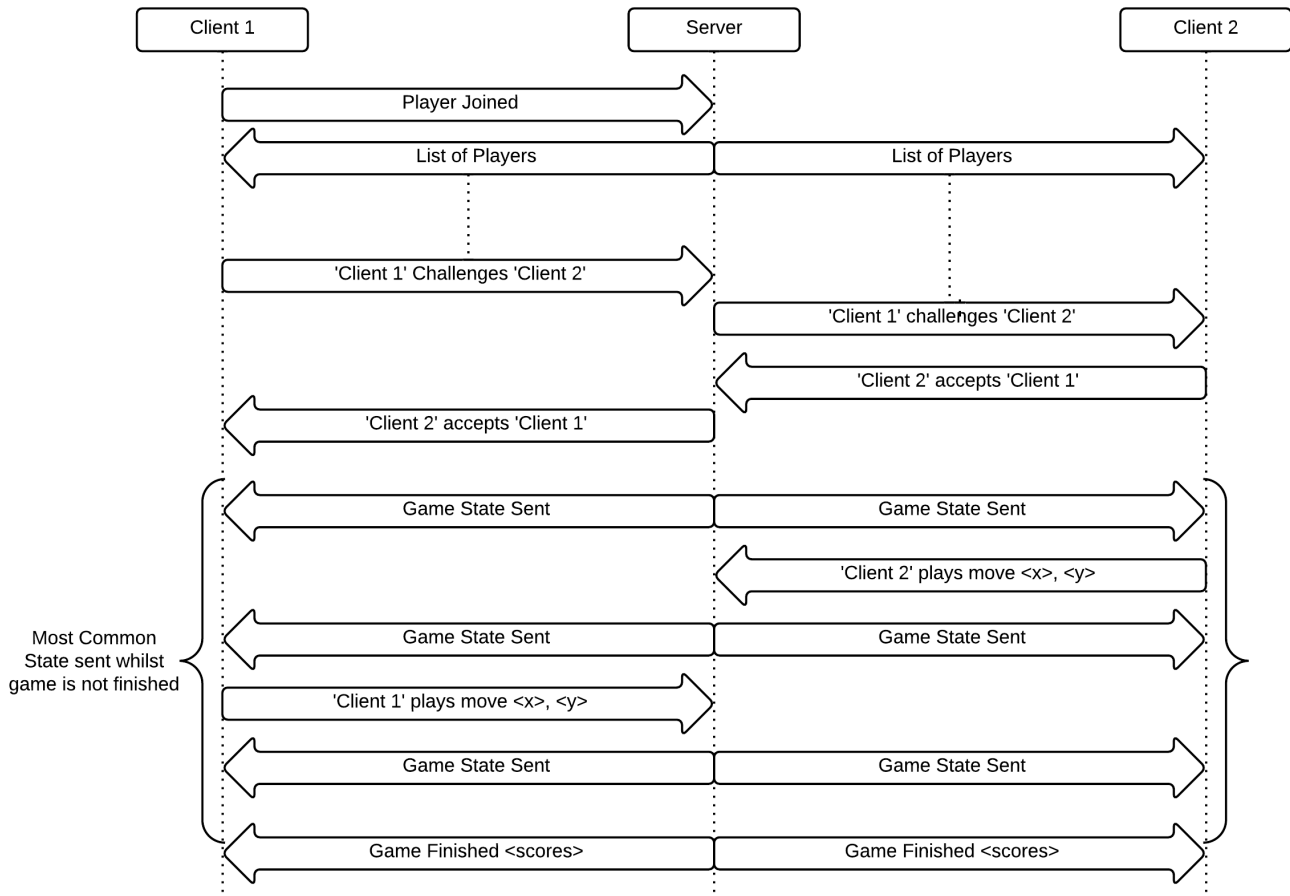 Client 1
Server
Client 2
Player Joined
List of Players
List of Players
'Client 1' Challenges 'Client 2'
'Client 1' challenges 'Client 2'
'Client 2' accepts 'Client 1'
'Client 2' accepts 'Client 1'
Game State Sent
Game State Sent
'Client 2' plays move <x>, <y>
Game State Sent
Game State Sent
Most Common
State sent whilst
game is not finished
'Client 1' plays move <x>, <y>
Game State Sent
Game State Sent
Game Finished <scores>
Game Finished <scores>